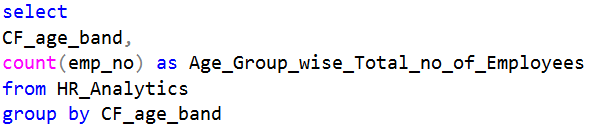 select
CF_age_band,
count(emp_no) as Age_Group_wise_Total_no_of_Employees
from HR_Analytics
group by CF_age_band